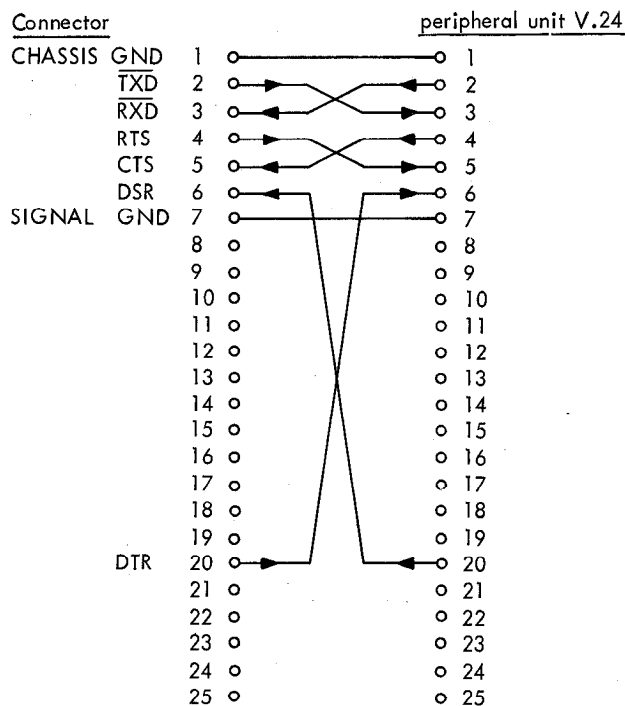 Connector peripheral unit V.24
CHASSIS GND 1 1
TXD 2 2
RXD 3 3
RTS 4 4
CTS 5 5
DSR 6 6
SIGNAL GND 7 7
8 8
9 9
10 10
11 11
12 12
13 13
14 14
15 15
16 16
17 17
18 18
19 19
DTR 20 20
21 21
22 22
23 23
24 24
25 25